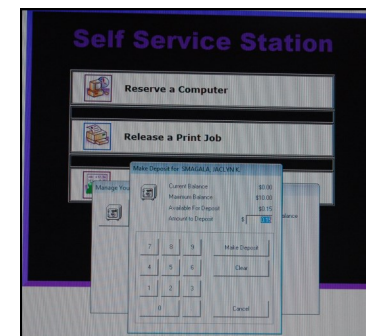 Self Service Station
Reserve a Computer
Release a Print Job
Make Deposit for SMAGALA, JACLYN K.
Manage You
Current Balance $0.00
Maximum Balance $10.00
Available For Deposit $0.15
Amount to Deposit $
7 8 9 Make Deposit
4 5 6 Clear
1 2 3
0 Cancel